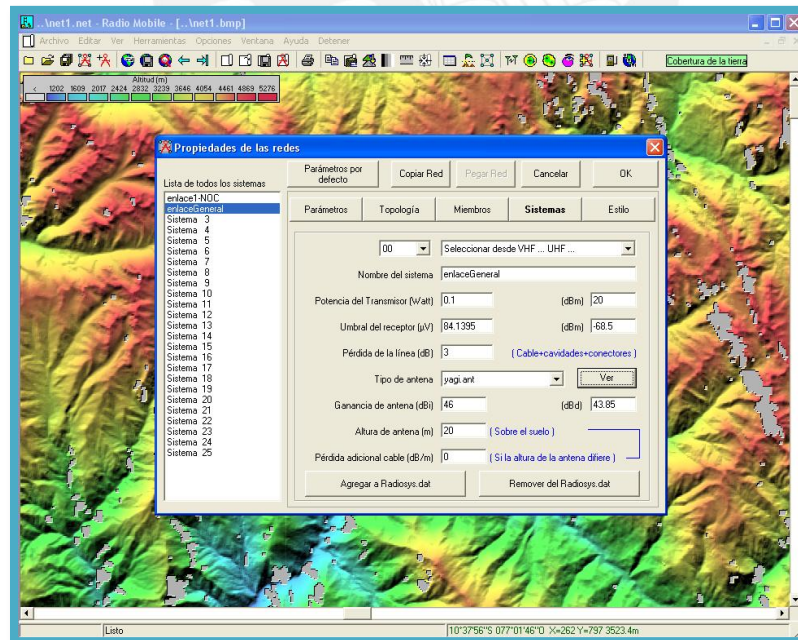 ..\net1.net - Radio Mobile - [..\net1.bmp]
Archivo Editar Ver Herramientas Opciones Ventana Ayuda Detener
Cobertura de la tierra
Altitud (m)
< 1202 1609 2017 2424 2832 3239 3646 4054 4461 4869 5276
Propiedades de las redes
Parámetros por defecto Copiar Red Pegar Red Cancelar OK
Lista de todos los sistemas
enlace1-NOC
enlaceGeneral
Sistema 3
Sistema 4
Sistema 5
Sistema 6
Sistema 7
Sistema 8
Sistema 9
Sistema 10
Sistema 11
Sistema 12
Sistema 13
Sistema 14
Sistema 15
Sistema 16
Sistema 17
Sistema 18
Sistema 19
Sistema 20
Sistema 21
Sistema 22
Sistema 23
Sistema 24
Sistema 25
Parámetros Topología Miembros Sistemas Estilo
00 Seleccionar desde VHF ... UHF ...
Nombre del sistema enlaceGeneral
Potencia del Transmisor (Watt) 0.1 (dBm) 20
Umbral del receptor (µV) 84.1395 (dBm) -68.5
Pérdida de la línea (dB) 3 ( Cable+cavidades+conectores )
Tipo de antena yagi.ant Ver
Ganancia de antena (dBi) 46 (dBd) 43.85
Altura de antena (m) 20 ( Sobre el suelo )
Pérdida adicional cable (dB/m) 0 ( Si la altura de la antena difiere )
Agregar a Radiosys.dat Remover del Radiosys.dat
Listo 10°37'56''S 077°01'46''O X=262 Y=797 3523.4m